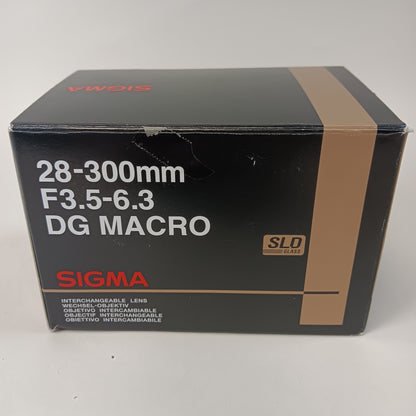 SIGMA
28-300mm
F3.5-6.3
DG MACRO
SLD
GLASS
SIGMA
INTERCHANGEABLE LENS
WECHSEL-OBJEKTIV
OBJETIVO INTERCAMBIABLE
OBJECTIF INTERCHANGEABLE
OBIETTIVO INTERCAMBIABILE